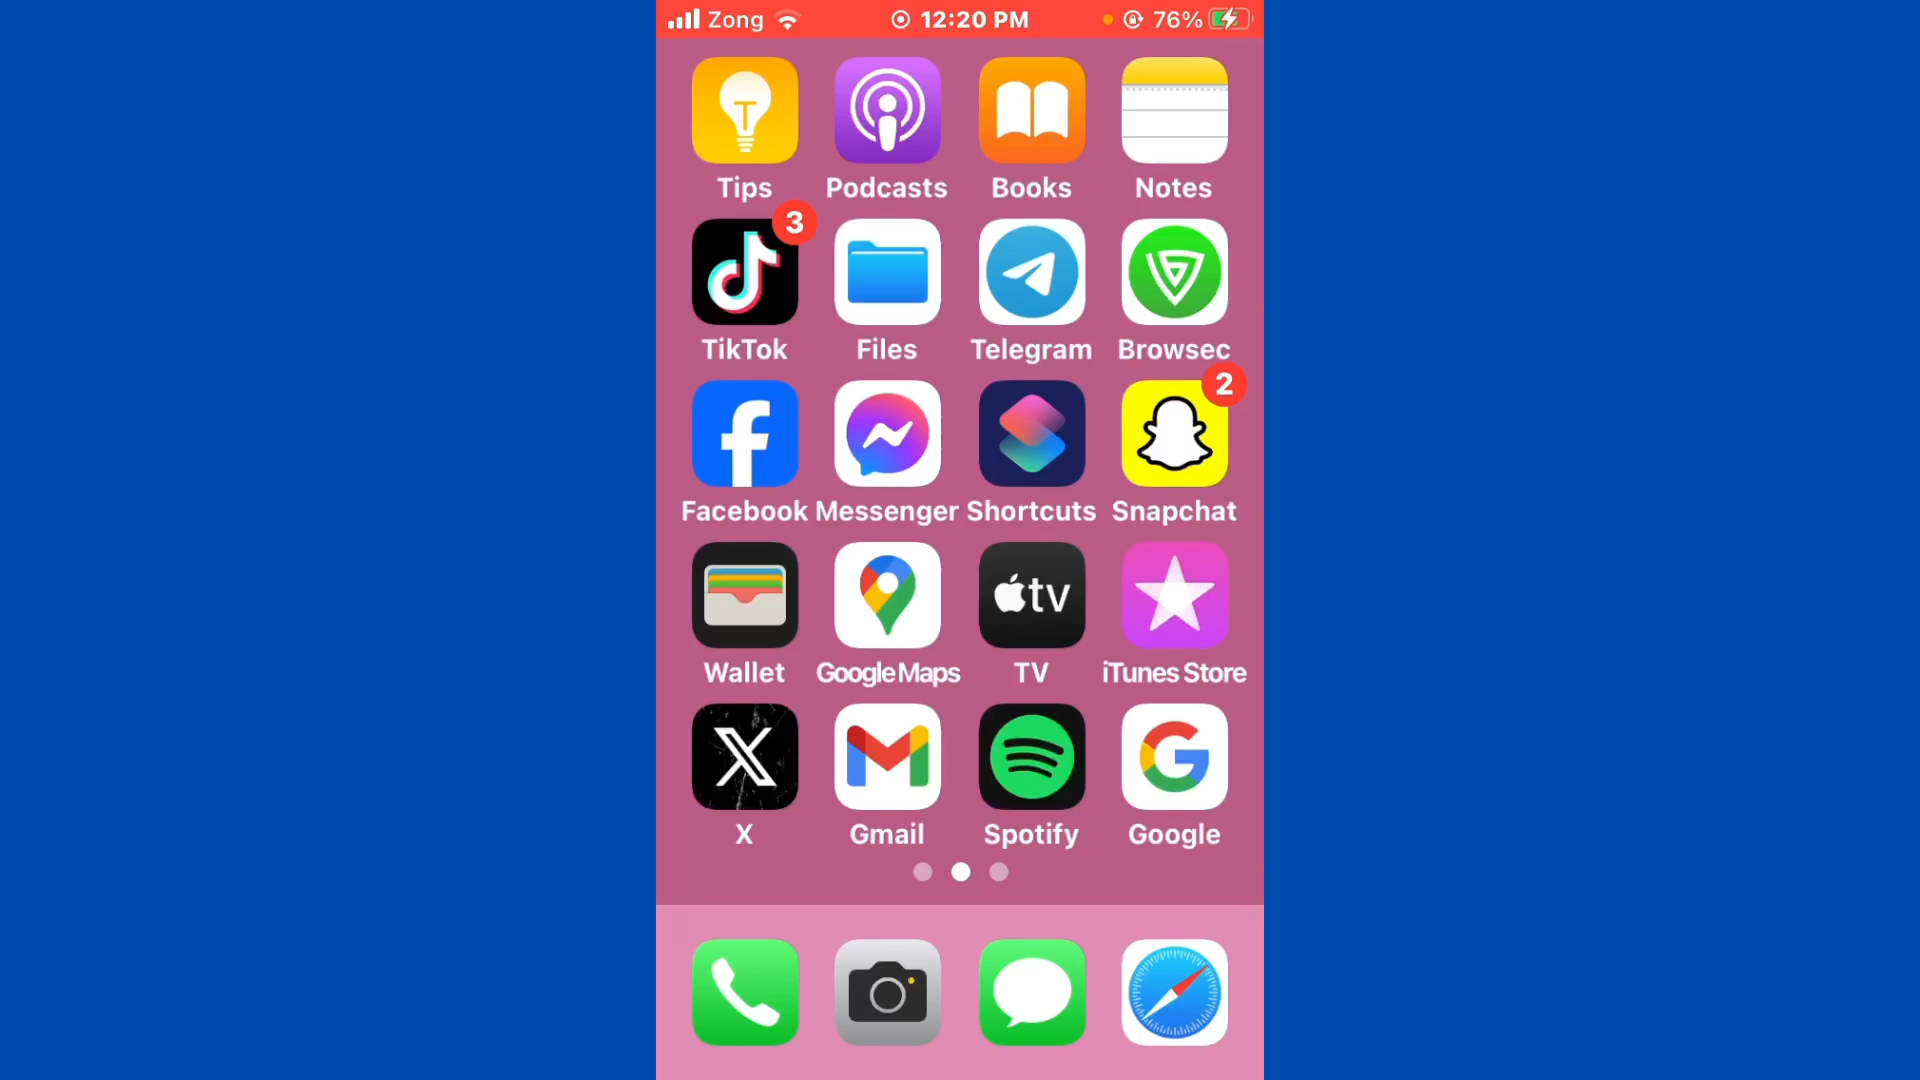 Zong 12:20 PM 76%
Tips Podcasts Books Notes
3
TikTok Files Telegram Browsec
2
Facebook Messenger Shortcuts Snapchat
tv
Wallet Google Maps TV iTunes Store
X Gmail Spotify Google